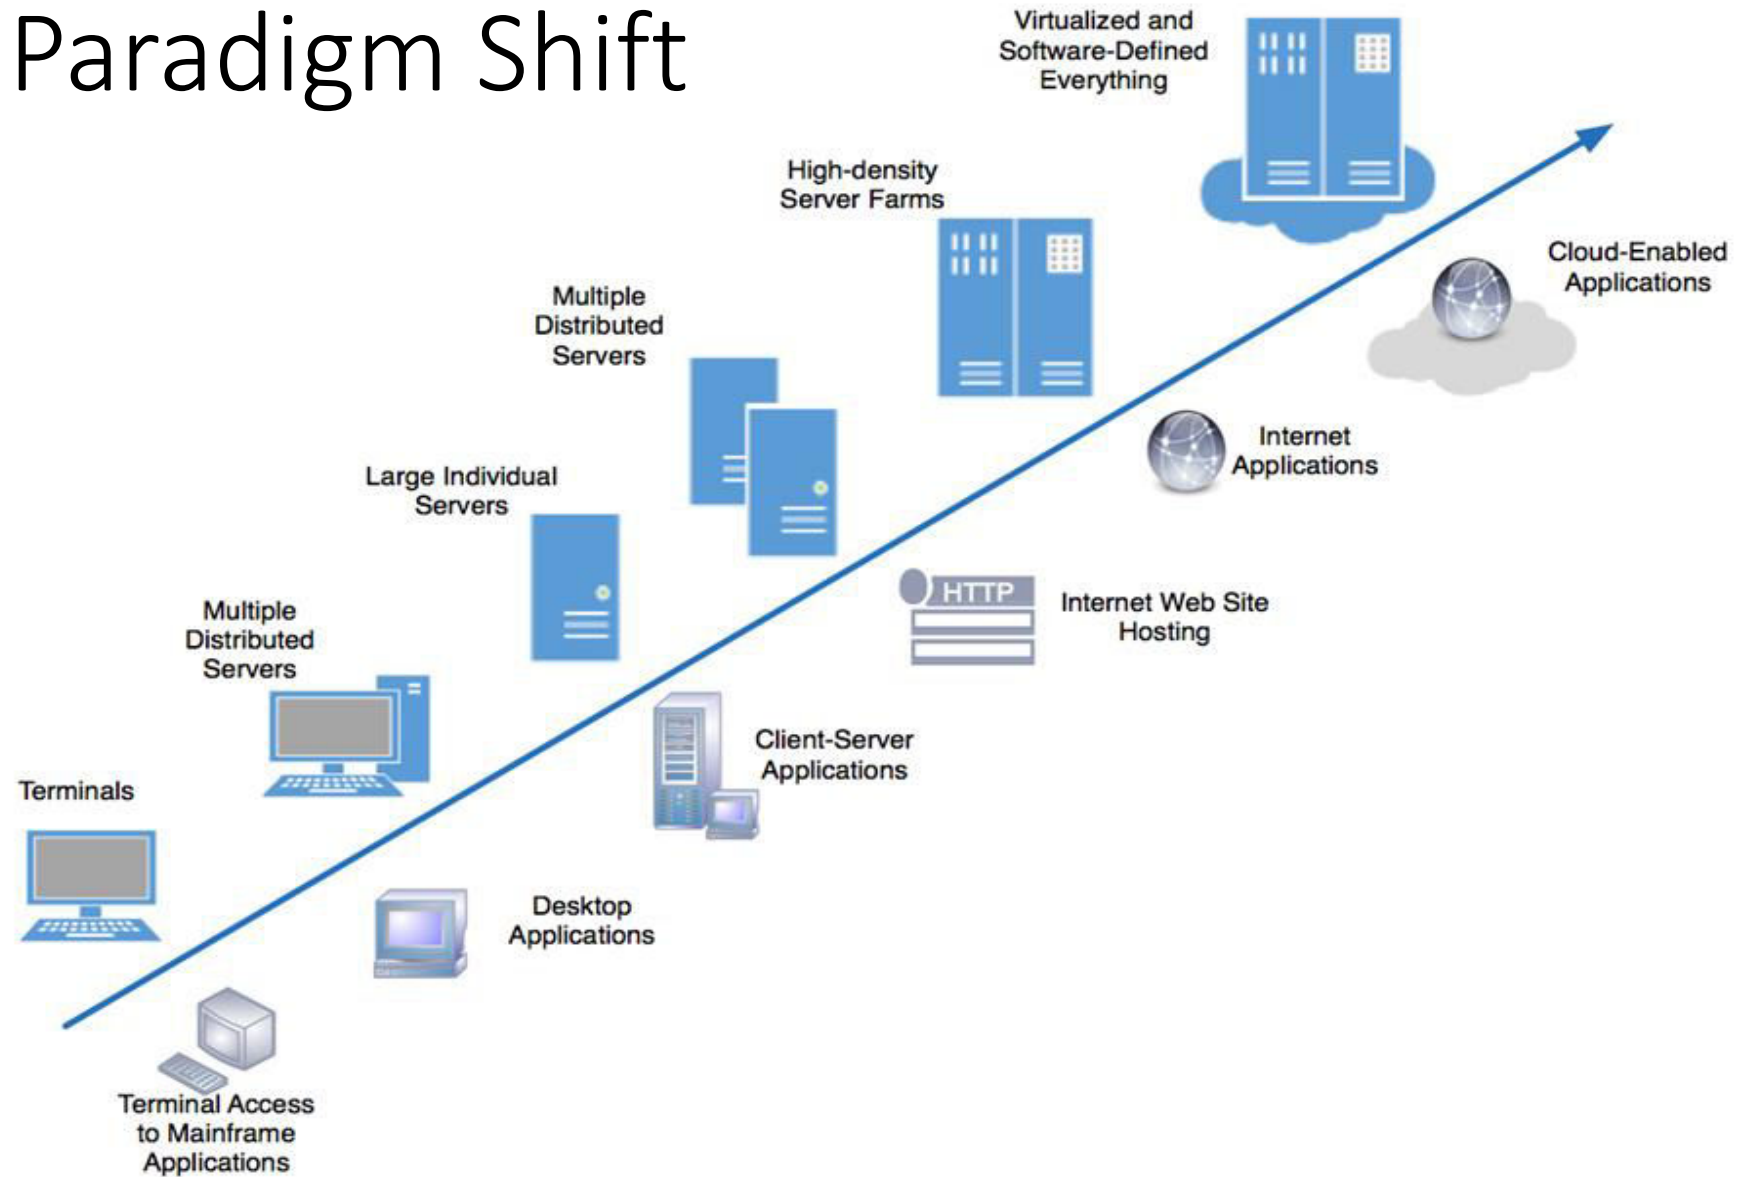 Paradigm Shift
Virtualized and
Software-Defined
Everything
High-density
Server Farms
Cloud-Enabled
Applications
Multiple
Distributed
Servers
Internet
Applications
Large Individual
Servers
HTTP
Internet Web Site
Hosting
Multiple
Distributed
Servers
Client-Server
Applications
Terminals
Desktop
Applications
Terminal Access
to Mainframe
Applications